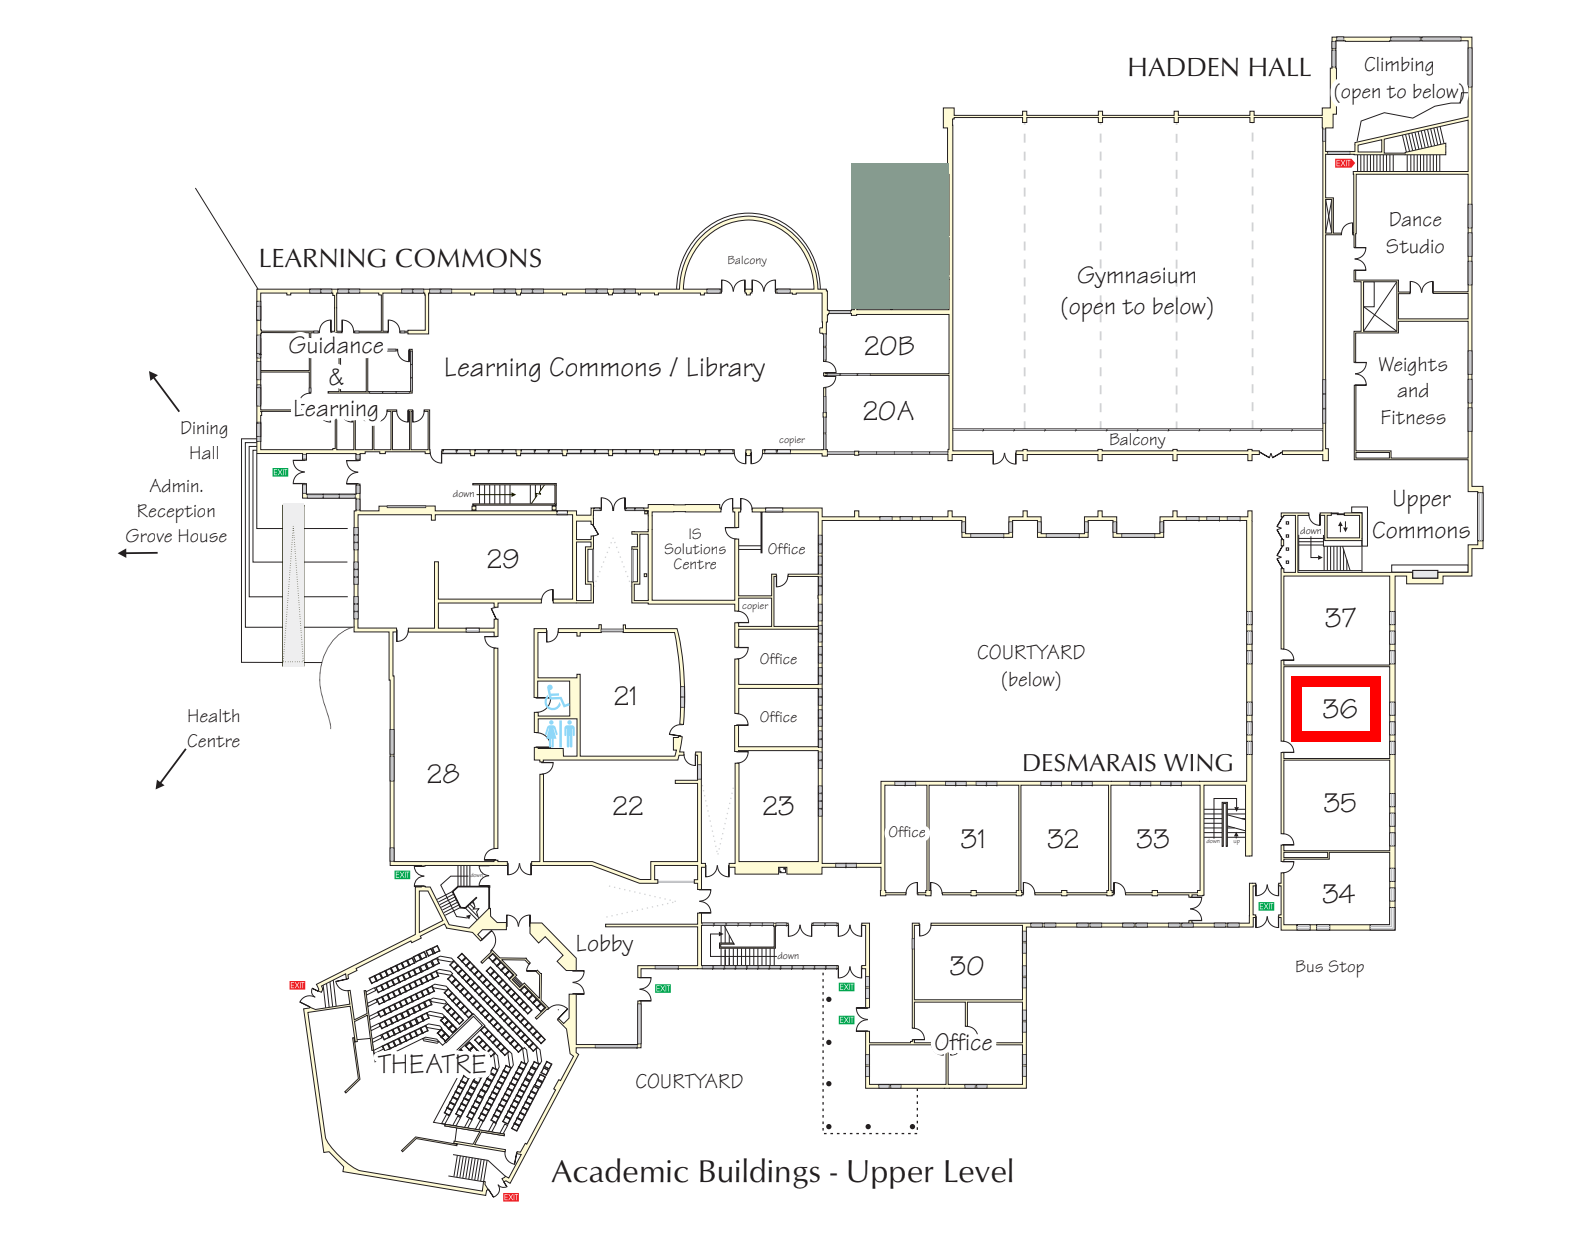 HADDEN HALL
Climbing
(open to below)
EXIT
Dance
Studio
LEARNING COMMONS
Balcony
Gymnasium
(open to below)
20B
Guidance
&
Learning
Learning Commons / Library
Weights
and
Fitness
20A
Dining
Hall
copier
Balcony
EXIT
Admin.
Reception
Grove House
down
Upper
Commons
down
29
IS
Solutions
Centre
Office
copier
37
COURTYARD
(below)
Office
21
36
Office
Health
Centre
DESMARAIS WING
28
22
23
35
Office
31
32
33
down
up
EXIT
down
34
EXIT
Lobby
down
30
Bus Stop
EXIT
EXIT
EXIT
EXIT
Office
THEATRE
COURTYARD
Academic Buildings - Upper Level
EXIT